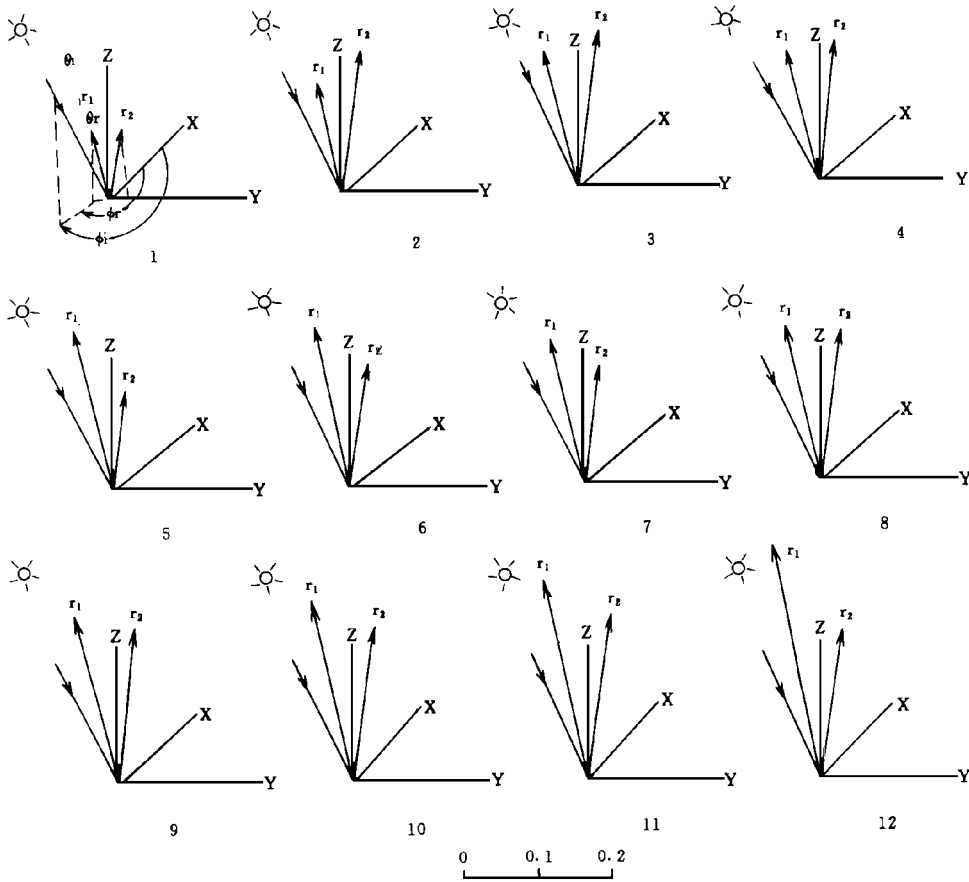 Z
θi
r₁
θr
r₂
X
Y
ϕr
ϕi
1
Z
r₁
r₂
X
Y
2
Z
r₁
r₂
X
Y
3
Z
r₁
r₂
X
Y
4
r₁
Z
r₂
X
Y
5
r₁
Z
r₂
X
Y
6
r₁
Z
r₂
X
Y
7
r₁
Z
r₂
X
Y
8
r₁
Z
r₂
X
Y
9
r₁
Z
r₂
X
Y
10
r₁
Z
r₂
X
Y
11
r₁
Z
r₂
X
Y
12
0 0.1 0.2